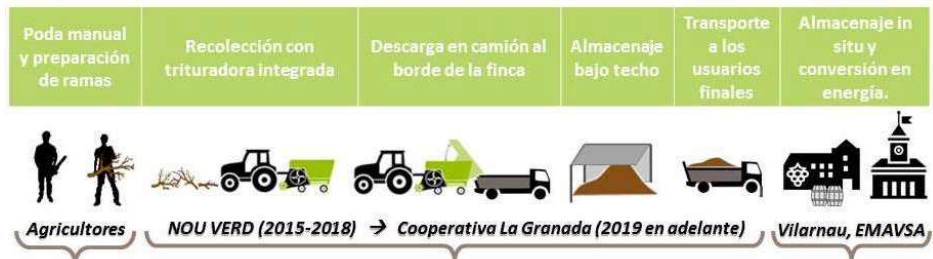 Poda manual
y preparación
de ramas
Recolección con
trituradora integrada
Descarga en camión al
borde de la finca
Almacenaje
bajo techo
Transporte
a los
usuarios
finales
Almacenaje in
situ y
conversión en
energía.
Agricultores
NOU VERD (2015-2018) → Cooperativa La Granada (2019 en adelante)
Vilarnau, EMAVSA